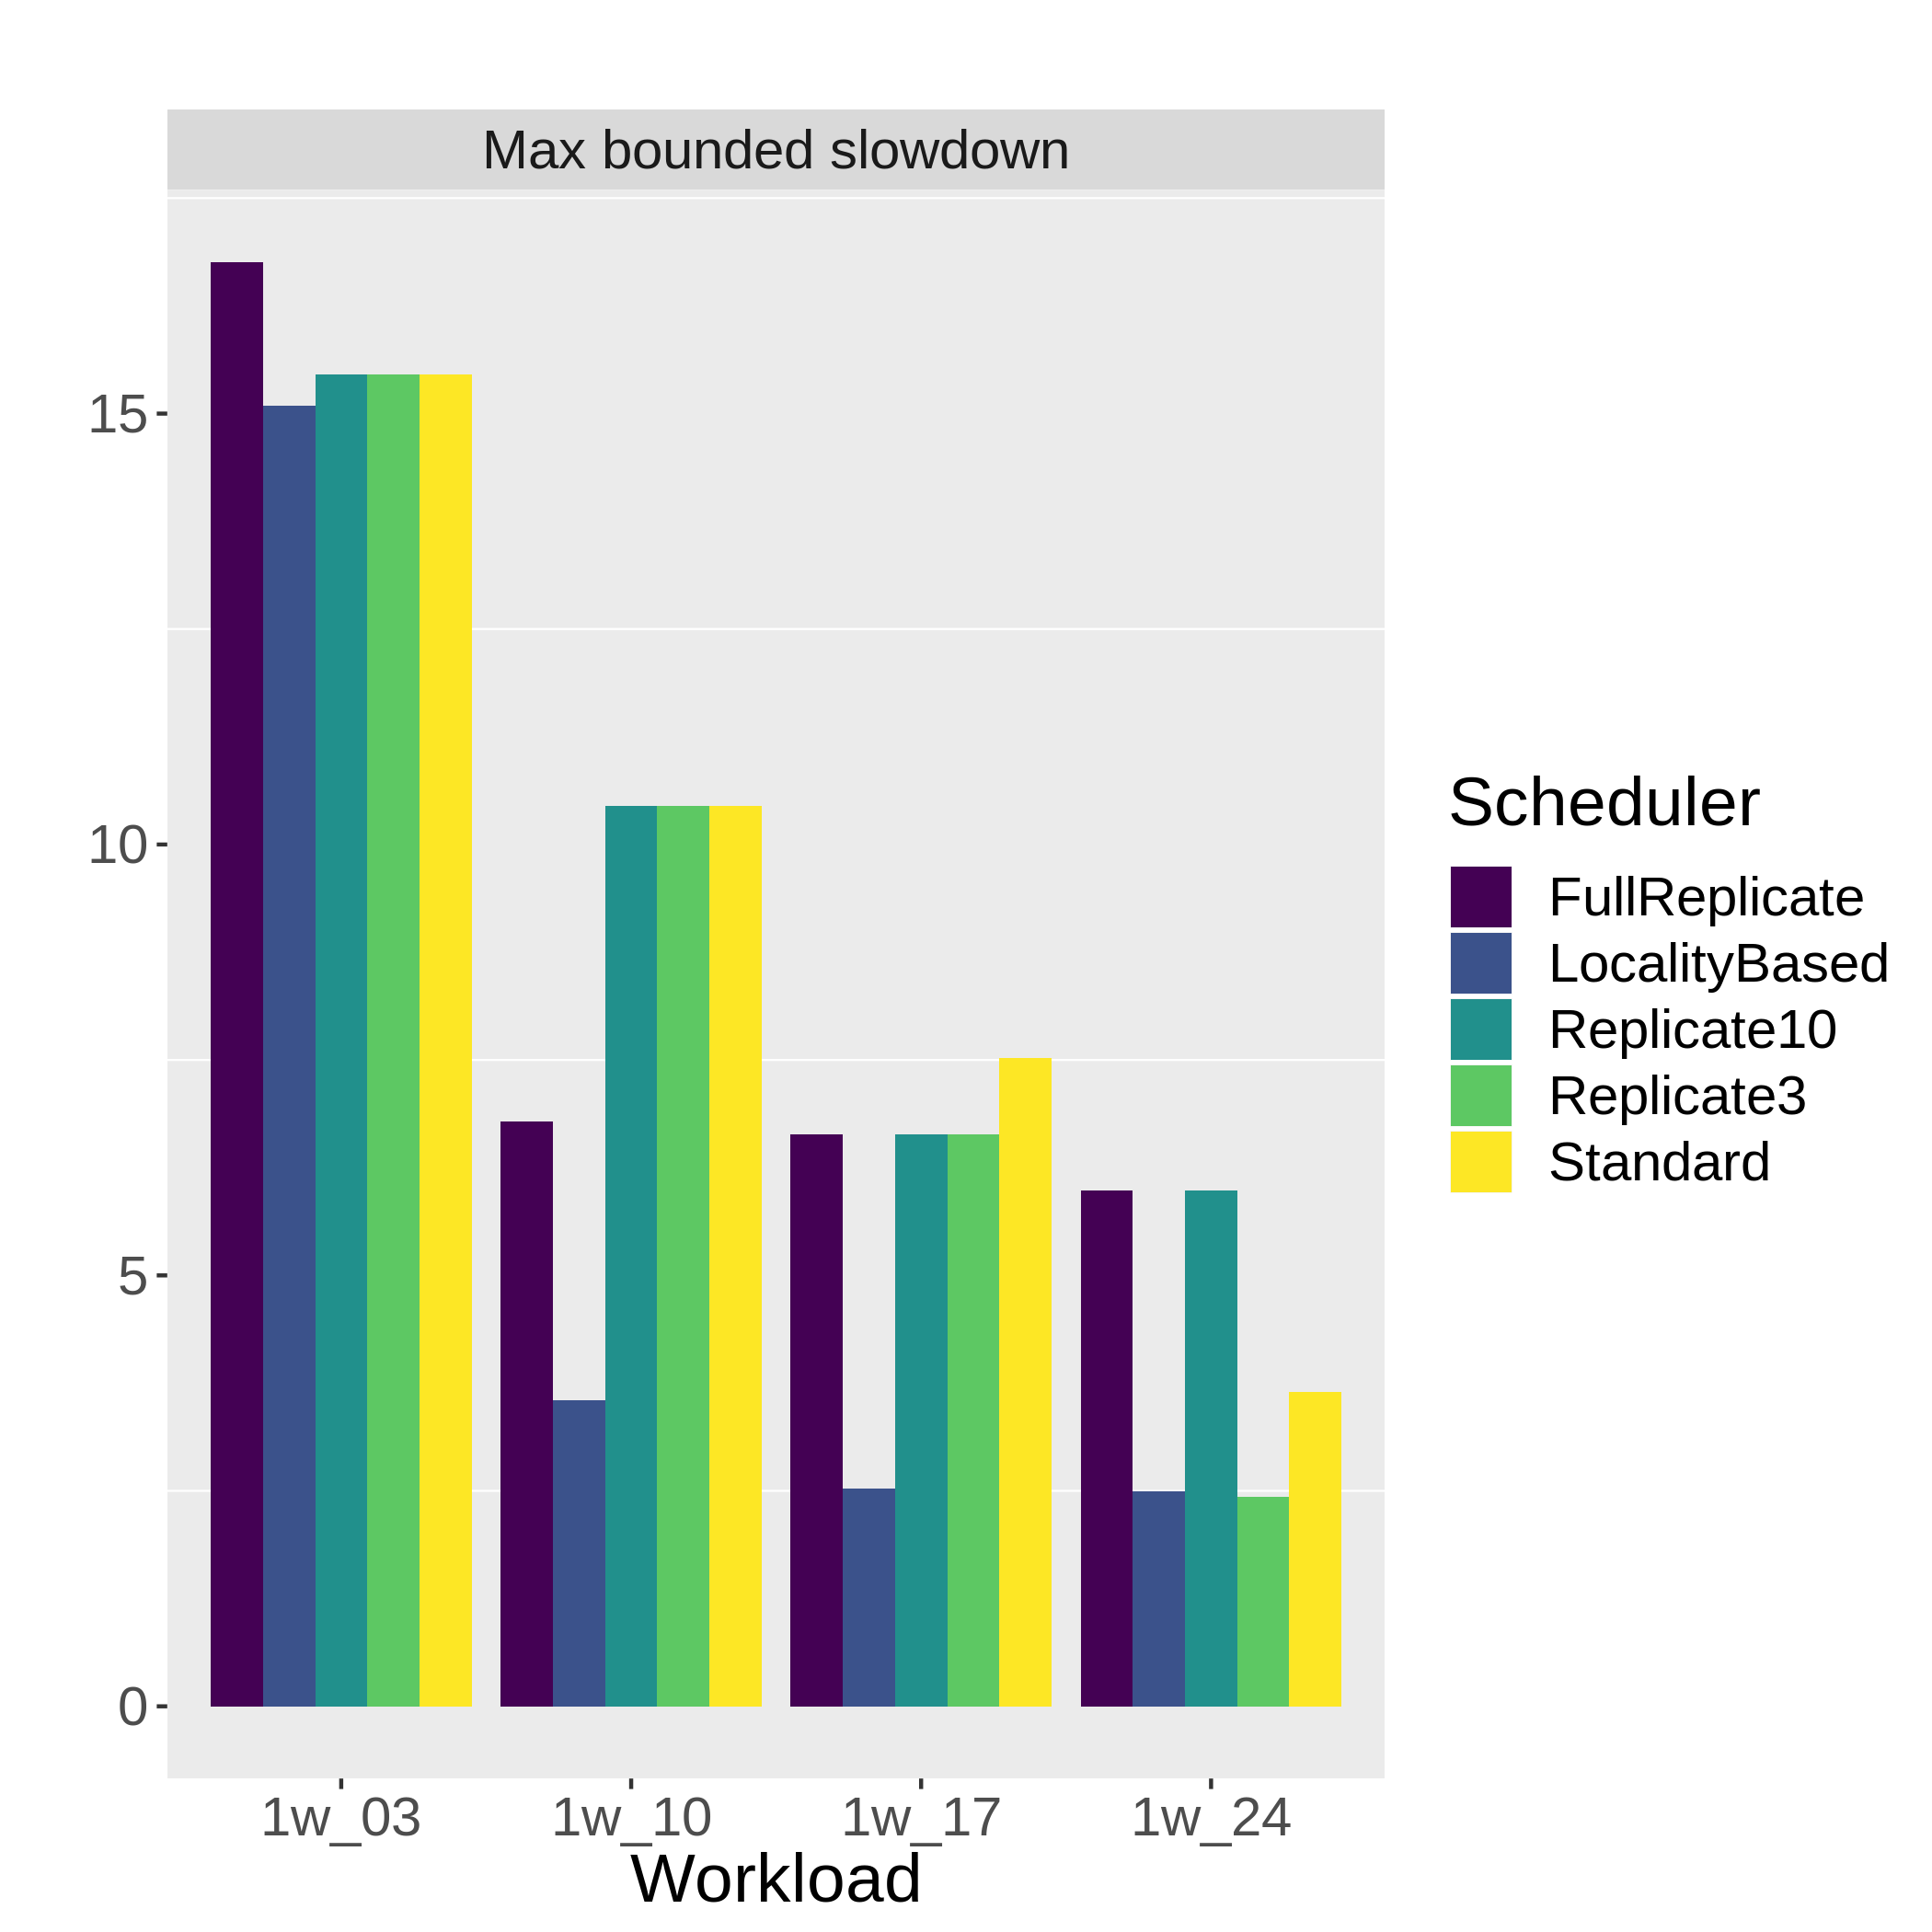 Max bounded slowdown
15
10
5
0
1w_03
1w_10
1w_17
1w_24
Workload
Scheduler
FullReplicate
LocalityBased
Replicate10
Replicate3
Standard